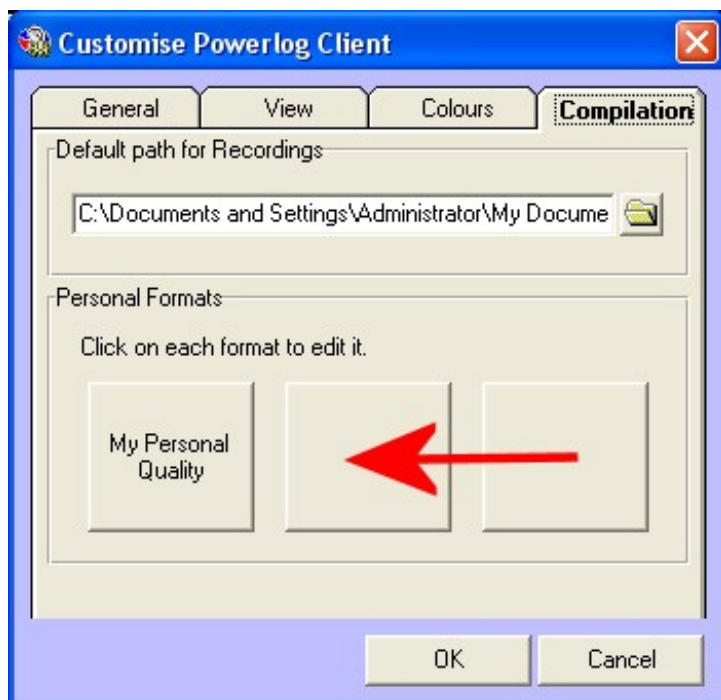 Customise Powerlog Client
General
View
Colours
Compilation
Default path for Recordings
C:\Documents and Settings\Administrator\My Docume
Personal Formats
Click on each format to edit it.
My Personal
Quality
OK
Cancel